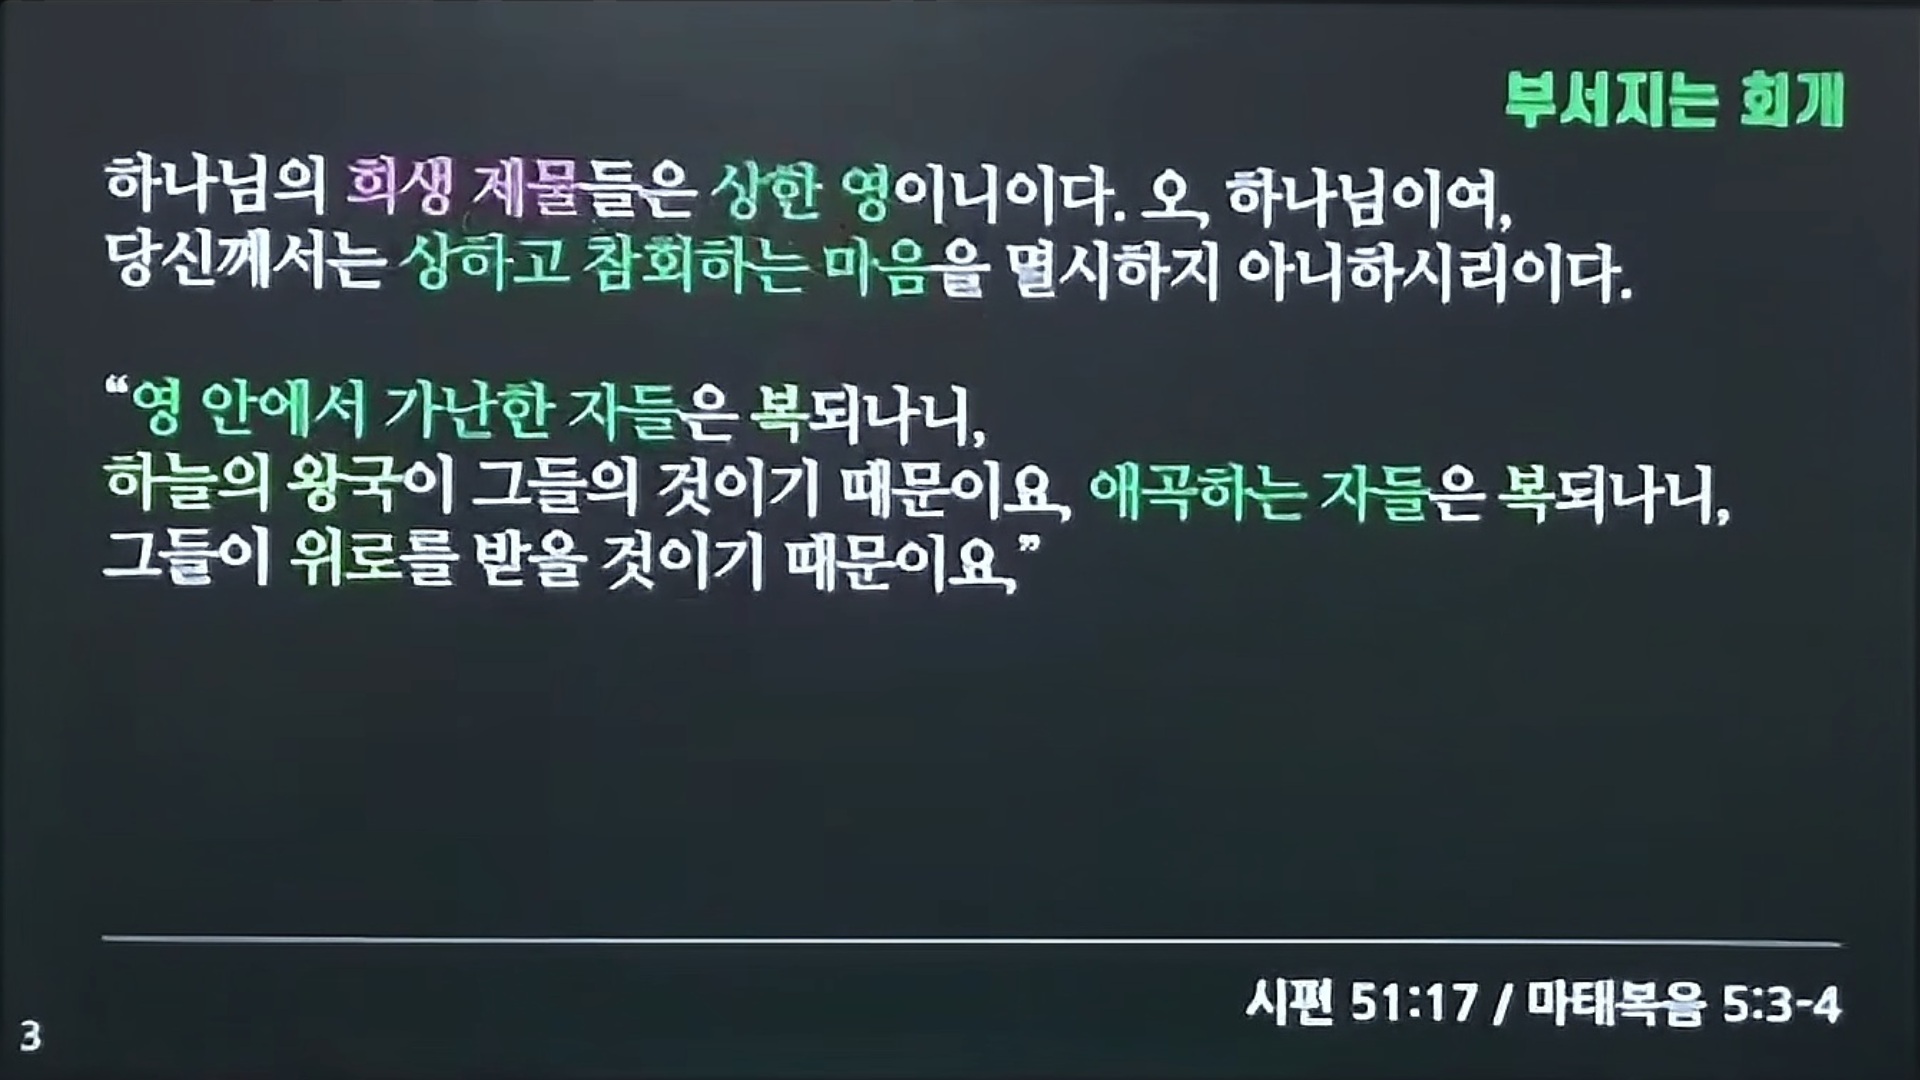 부서지는 회개
하나님의 희생 제물들은 상한 영이니이다. 오, 하나님이여,
당신께서는 상하고 참회하는 마음을 멸시하지 아니하시리이다.
“영 안에서 가난한 자들은 복되나니,
하늘의 왕국이 그들의 것이기 때문이요, 애곡하는 자들은 복되나니,
그들이 위로를 받을 것이기 때문이요,”
시편 51:17 / 마태복음 5:3-4
3